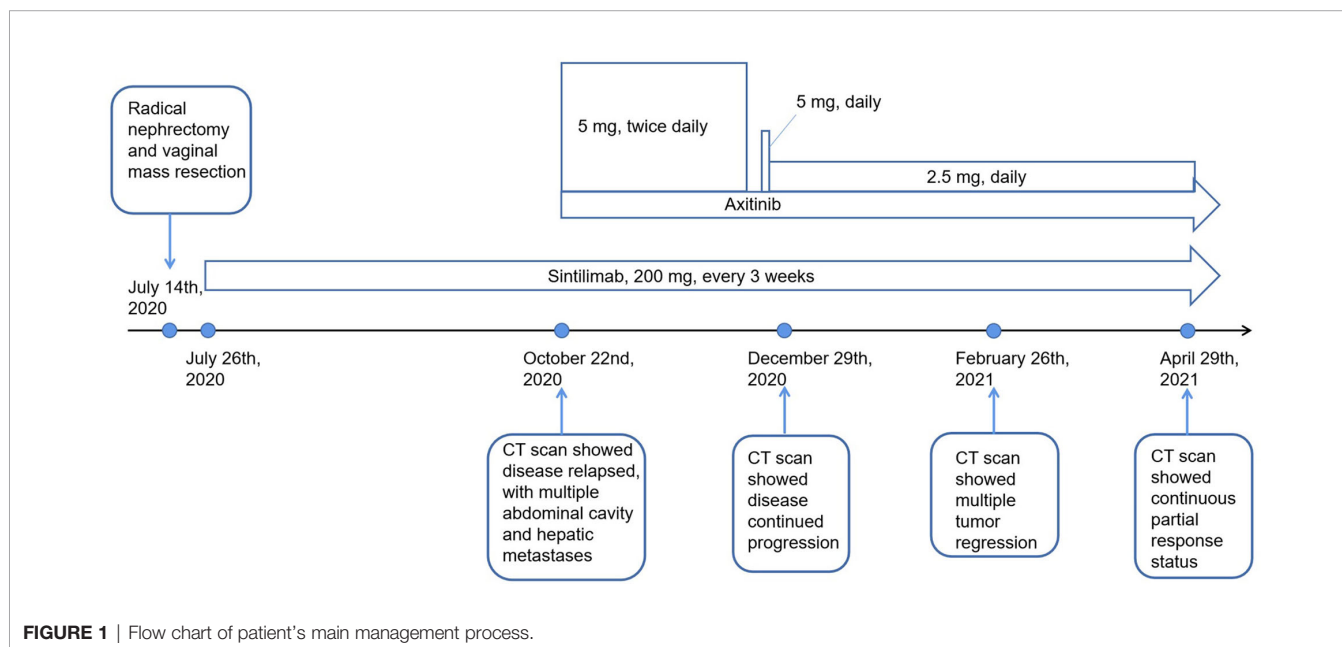 Radical
nephrectomy
and vaginal
mass resection
5 mg, twice daily
5 mg, daily
2.5 mg, daily
Axitinib
Sintilimab, 200 mg, every 3 weeks
July 14th,
2020
July 26th,
2020
October 22nd,
2020
December 29th,
2020
February 26th,
2021
April 29th,
2021
CT scan showed
disease relapsed,
with multiple
abdominal cavity
and hepatic
metastases
CT scan
showed
disease
continued
progression
CT scan
showed
multiple
tumor
regression
CT scan
showed
continuous
partial
response
status
FIGURE 1 | Flow chart of patient's main management process.